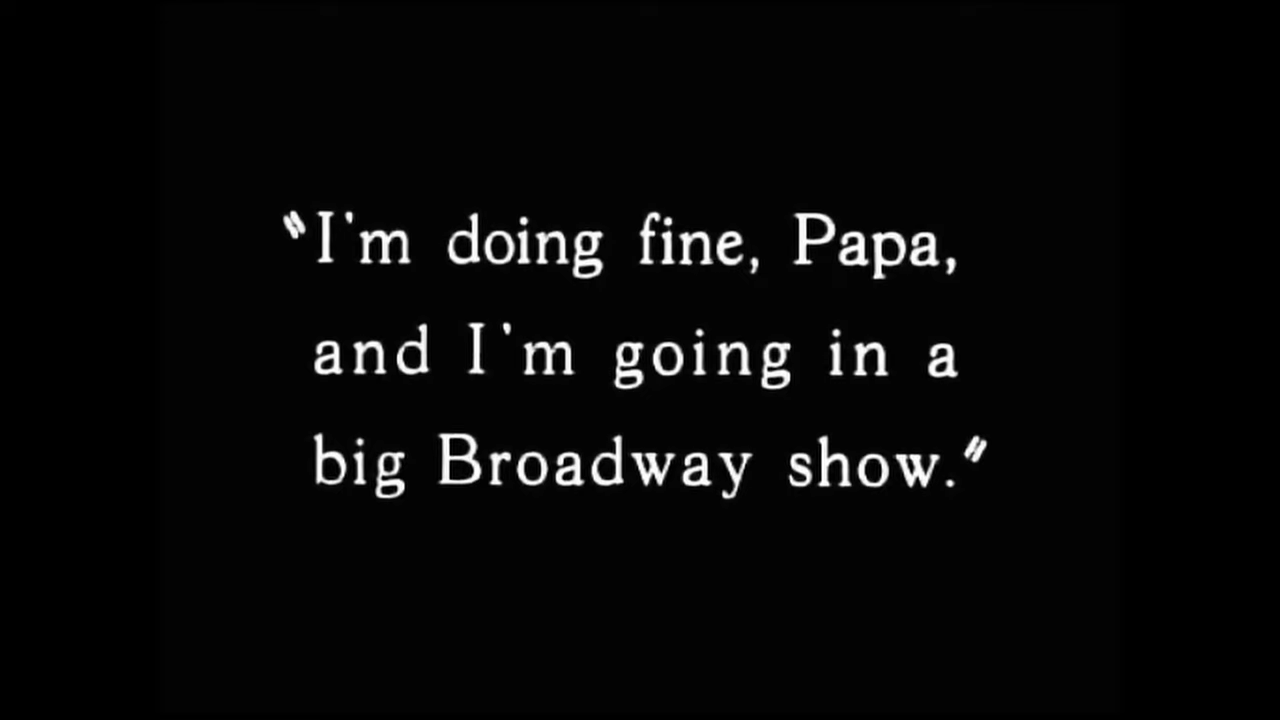 "I'm doing fine, Papa,
and I'm going in a
big Broadway show."